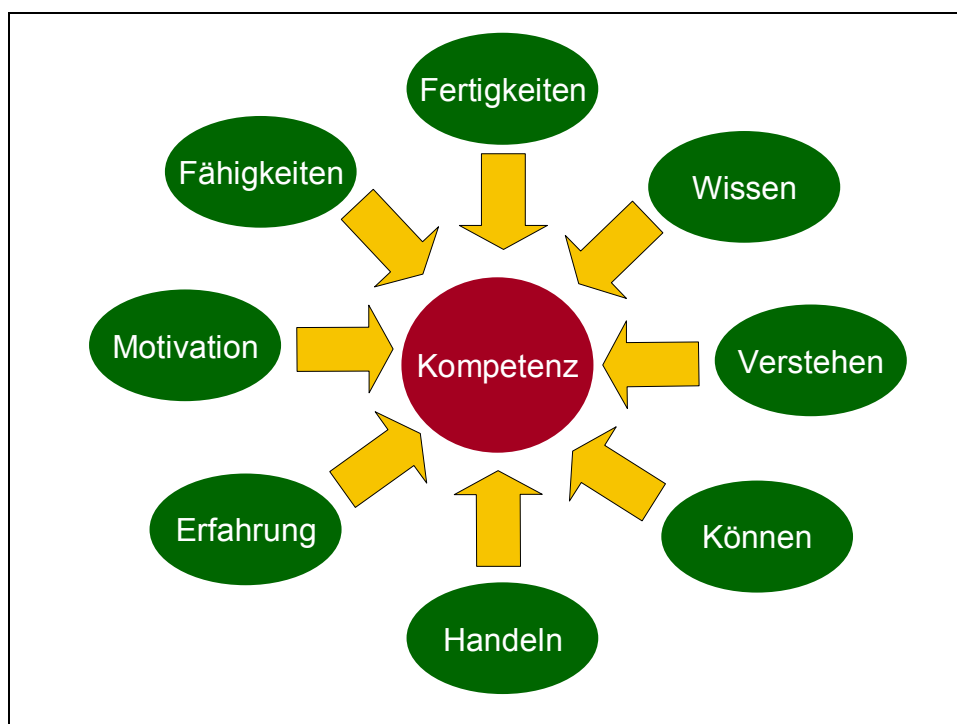 Fertigkeiten
Fähigkeiten
Wissen
Motivation
Kompetenz
Verstehen
Erfahrung
Können
Handeln